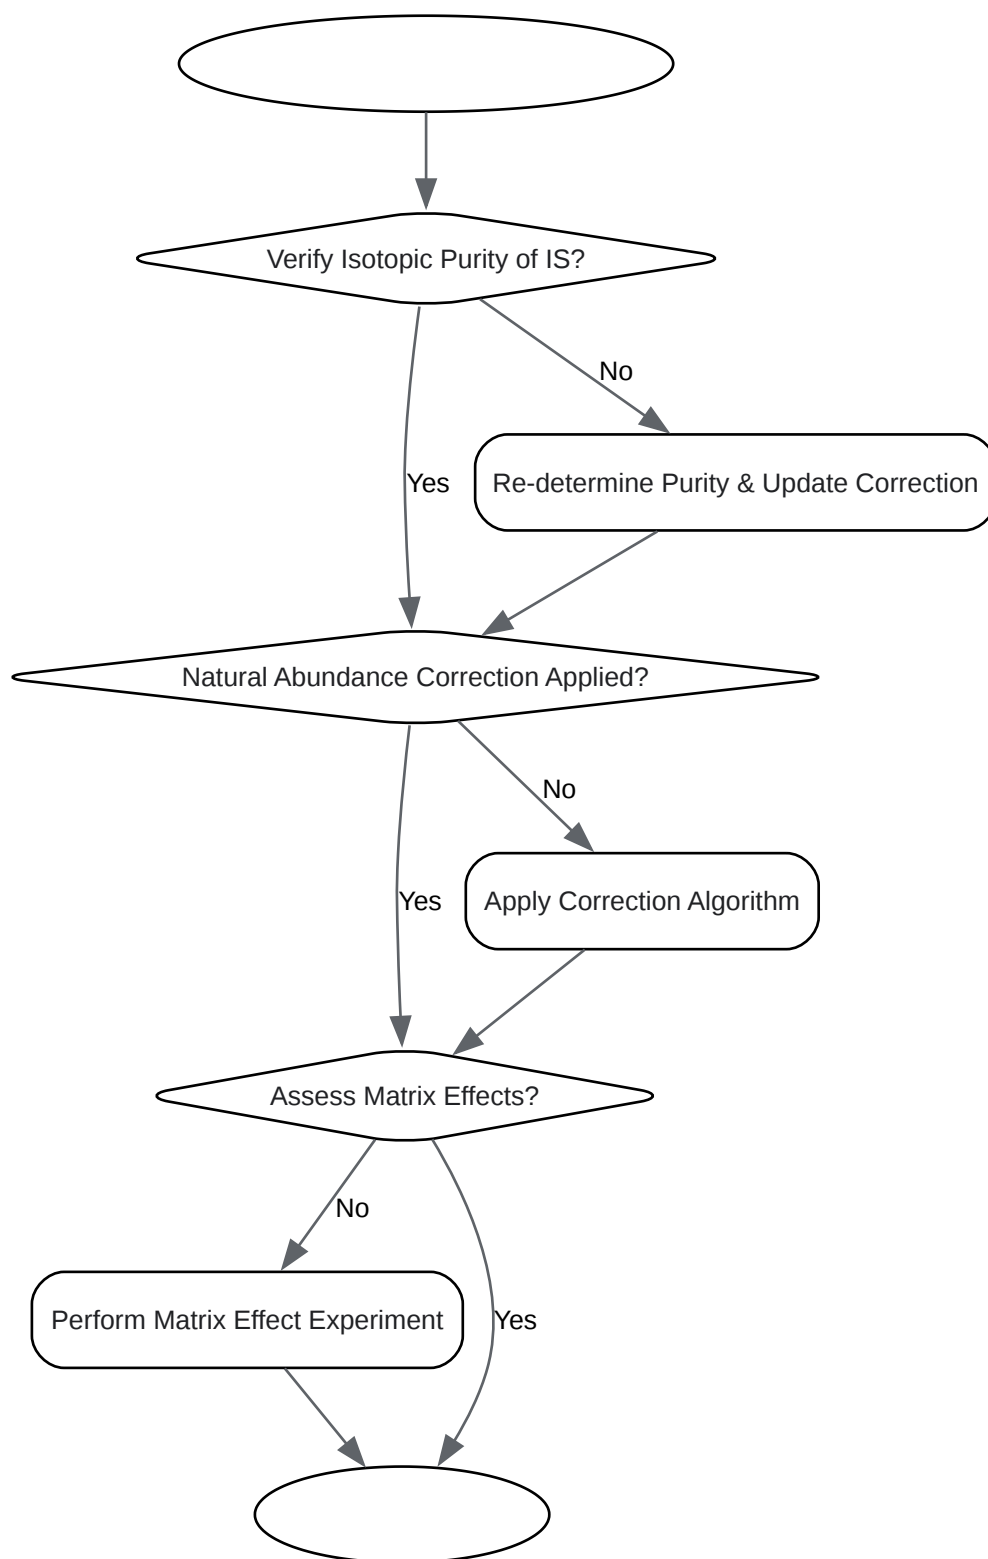 Verify Isotopic Purity of IS?
No
Yes
Re-determine Purity & Update Correction
Natural Abundance Correction Applied?
No
Yes
Apply Correction Algorithm
Assess Matrix Effects?
No
Perform Matrix Effect Experiment
Yes